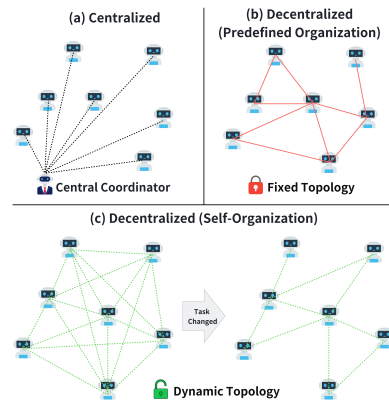 (a) Centralized
Central Coordinator
(b) Decentralized
(Predefined Organization)
Fixed Topology
(c) Decentralized (Self-Organization)
Task
Changed
Dynamic Topology